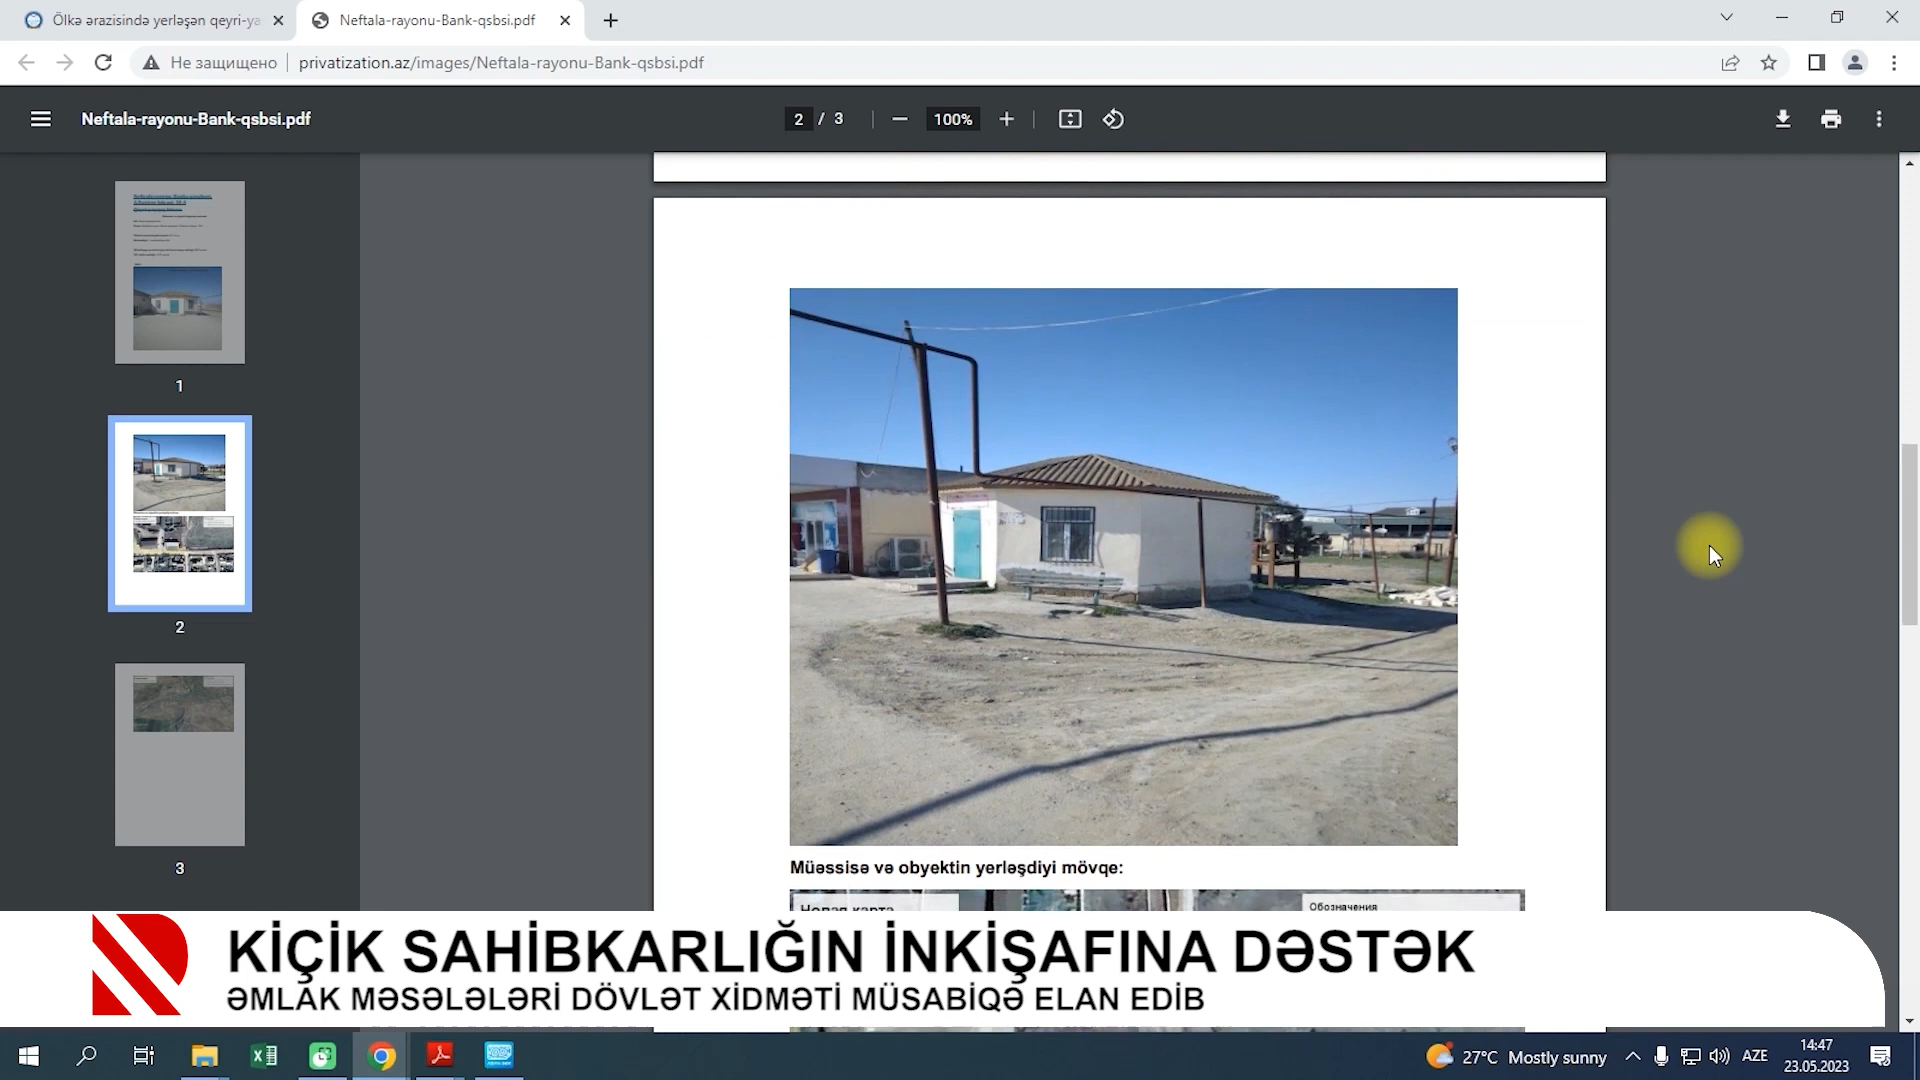 Ölkə ərazisində yerləşən qeyri-ya
Neftala-rayonu-Bank-qsbsi.pdf
Не защищено
privatization.az/images/Neftala-rayonu-Bank-qsbsi.pdf
Neftala-rayonu-Bank-qsbsi.pdf
2 / 3
100%
1
2
3
Müəssisə və obyektin yerləşdiyi mövqe:
Новая карта
Обозначения
KİÇİK SAHİBKARLIĞIN İNKİŞAFINA DƏSTƏK
ƏMLAK MƏSƏLƏLƏRİ DÖVLƏT XİDMƏTİ MÜSABİQƏ ELAN EDİB
27°C Mostly sunny
AZE
14:47
23.05.2023